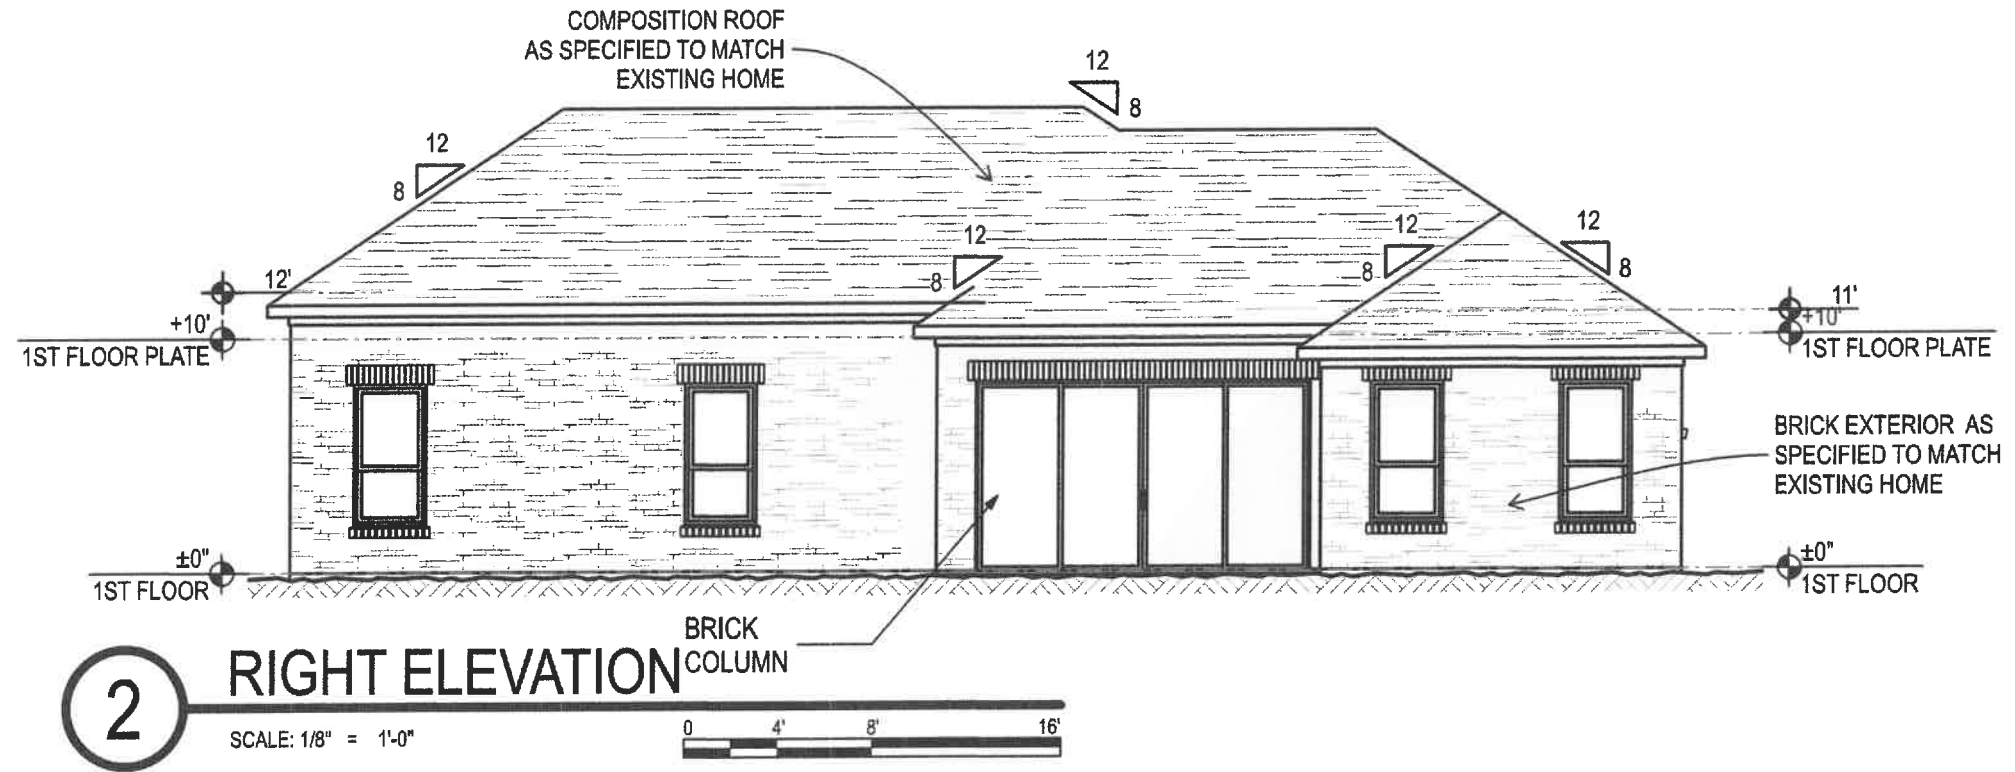 COMPOSITION ROOF
AS SPECIFIED TO MATCH
EXISTING HOME
12
8
12
8
12
8
12
8
12
8
12'
+10'
1ST FLOOR PLATE
11'
+10'
1ST FLOOR PLATE
BRICK EXTERIOR AS
SPECIFIED TO MATCH
EXISTING HOME
±0"
1ST FLOOR
±0"
1ST FLOOR
BRICK
COLUMN
2
RIGHT ELEVATION
SCALE: 1/8" = 1'-0"
0 4' 8' 16'